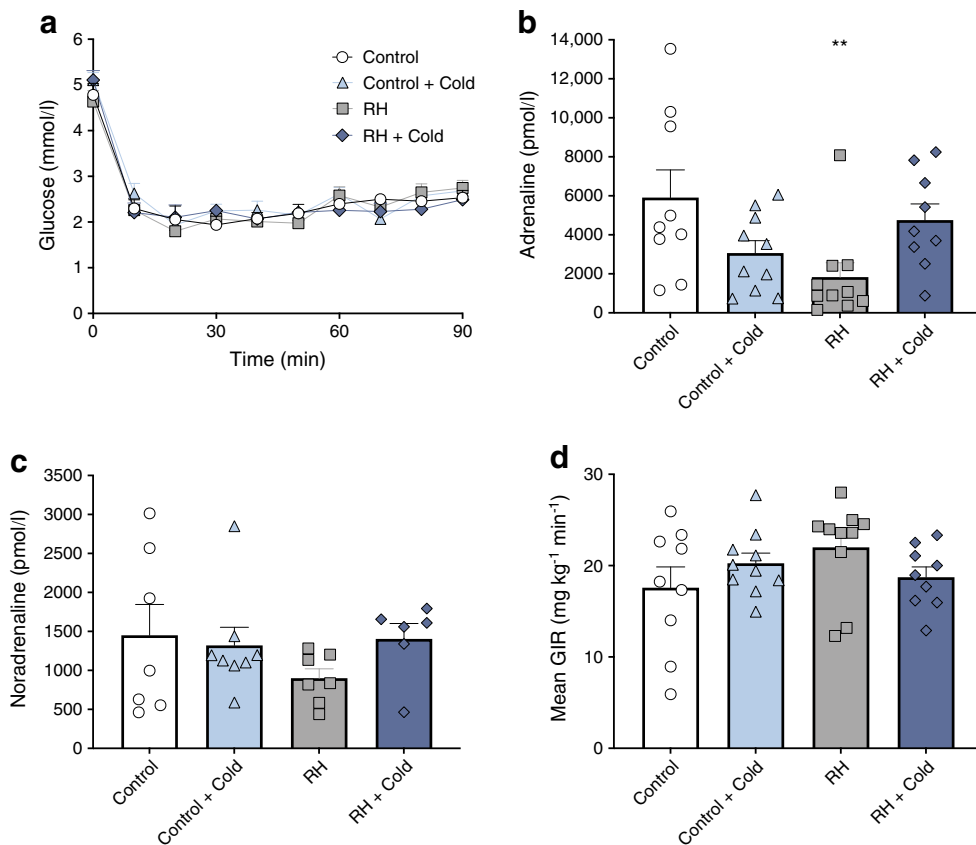 a
6
5
4
3
2
1
0
Glucose (mmol/l)
0
30
60
90
Time (min)
Control
Control + Cold
RH
RH + Cold
b
14,000
12,000
10,000
8000
6000
4000
2000
0
Adrenaline (pmol/l)
**
Control
Control + Cold
RH
RH + Cold
c
3500
3000
2500
2000
1500
1000
500
0
Noradrenaline (pmol/l)
Control
Control + Cold
RH
RH + Cold
d
30
20
10
0
Mean GIR (mg kg⁻¹ min⁻¹)
Control
Control + Cold
RH
RH + Cold